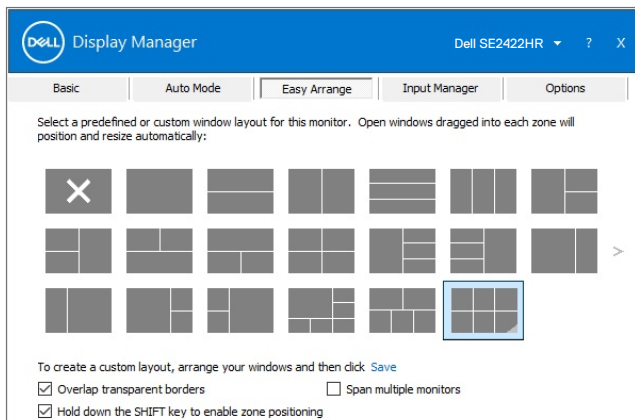 DELL Display Manager Dell SE2422HR ? X
Basic Auto Mode Easy Arrange Input Manager Options
Select a predefined or custom window layout for this monitor. Open windows dragged into each zone will
position and resize automatically:
>
To create a custom layout, arrange your windows and then click Save
Overlap transparent borders Span multiple monitors
Hold down the SHIFT key to enable zone positioning